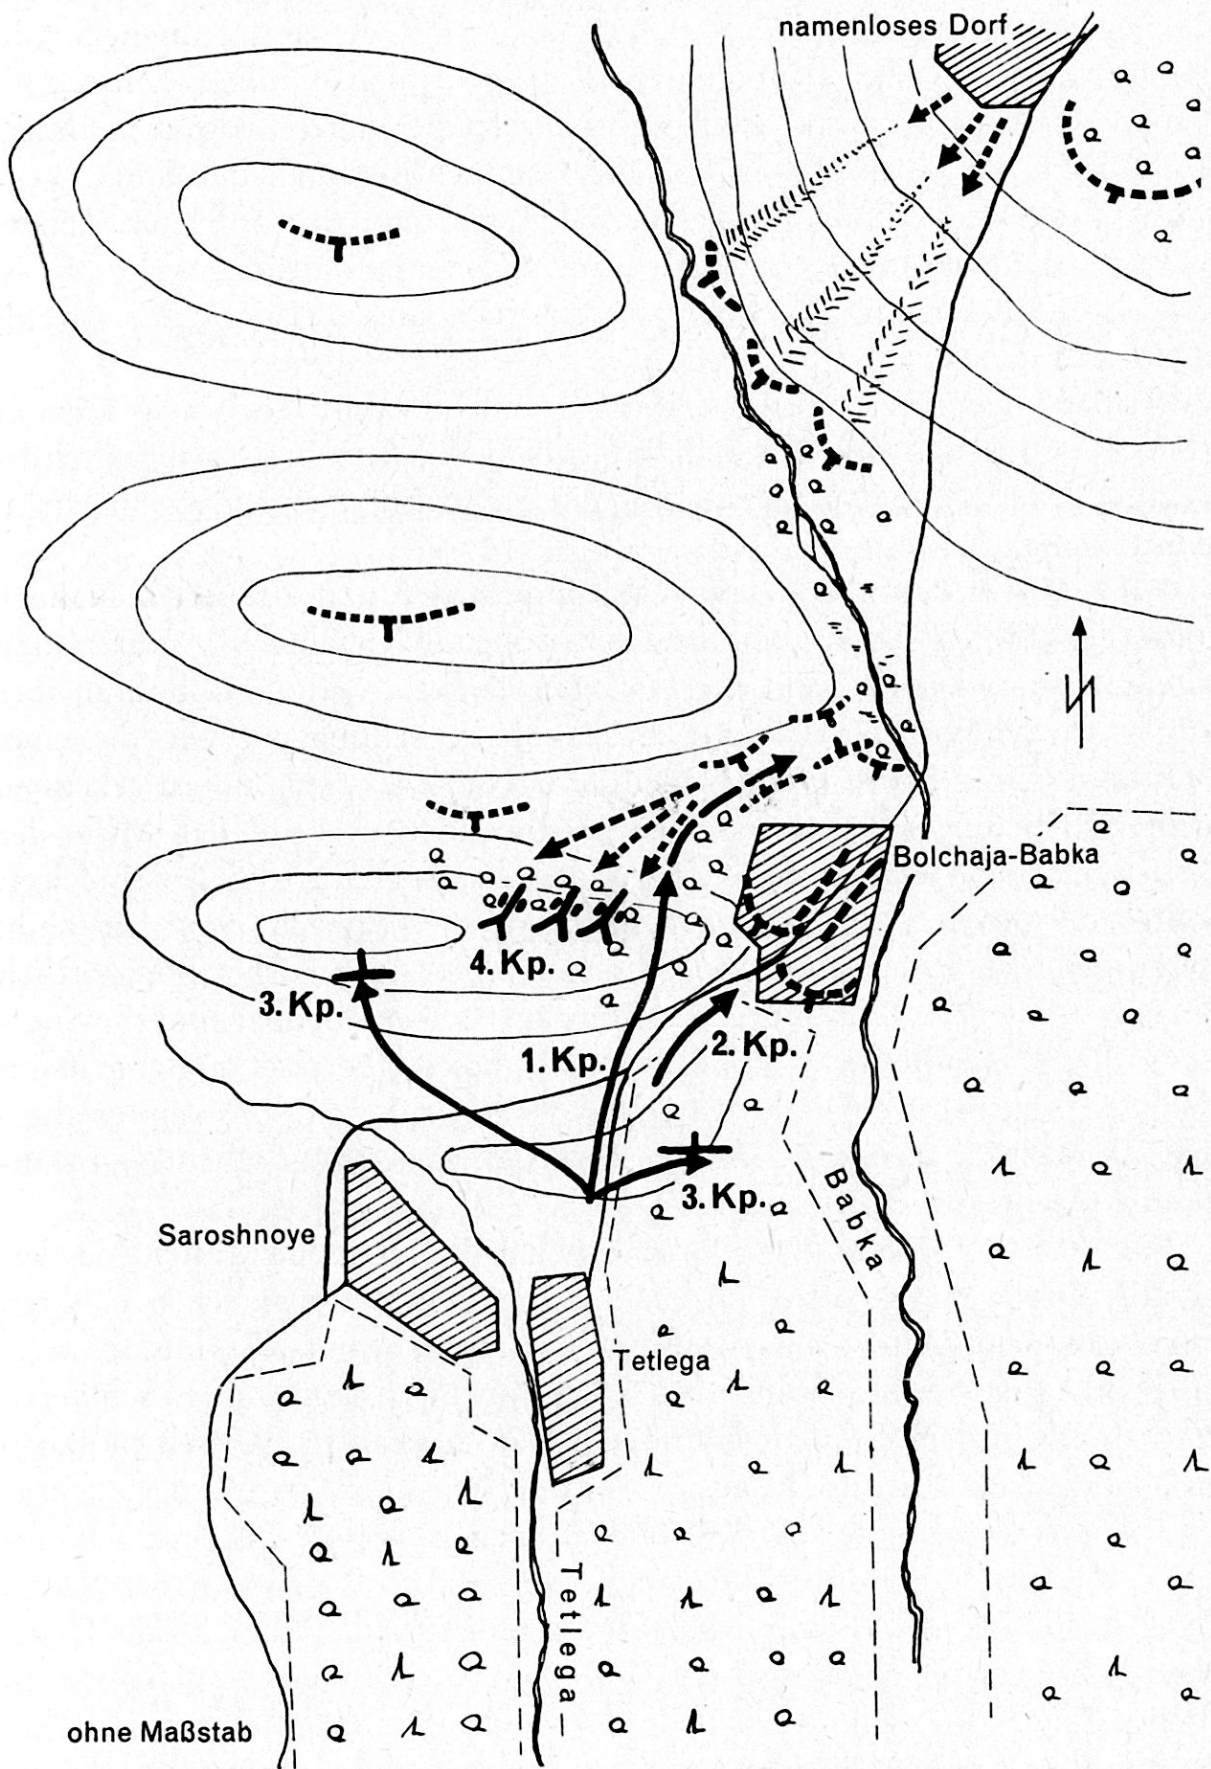 namenloses Dorf
Bolchaja-Babka
4. Kp.
3. Kp.
1. Kp.
2. Kp.
3. Kp.
Babka
Saroshnoye
Tetlega
Tetlega
ohne Maßstab